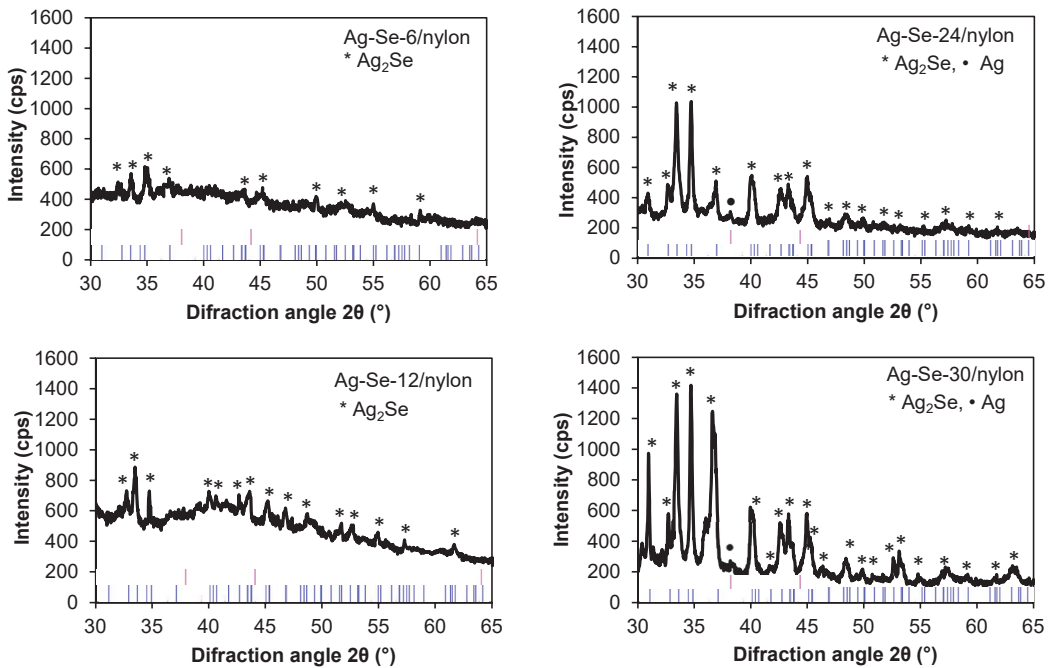 Intensity (cps)
1600
1400
1200
1000
800
600
400
200
0
Ag-Se-6/nylon
* Ag₂Se
30 35 40 45 50 55 60 65
Difraction angle 2θ (°)
Intensity (cps)
1600
1400
1200
1000
800
600
400
200
0
Ag-Se-24/nylon
* Ag₂Se, • Ag
30 35 40 45 50 55 60 65
Difraction angle 2θ (°)
Intensity (cps)
1600
1400
1200
1000
800
600
400
200
0
Ag-Se-12/nylon
* Ag₂Se
30 35 40 45 50 55 60 65
Difraction angle 2θ (°)
Intensity (cps)
1600
1400
1200
1000
800
600
400
200
0
Ag-Se-30/nylon
* Ag₂Se, • Ag
30 35 40 45 50 55 60 65
Difraction angle 2θ (°)